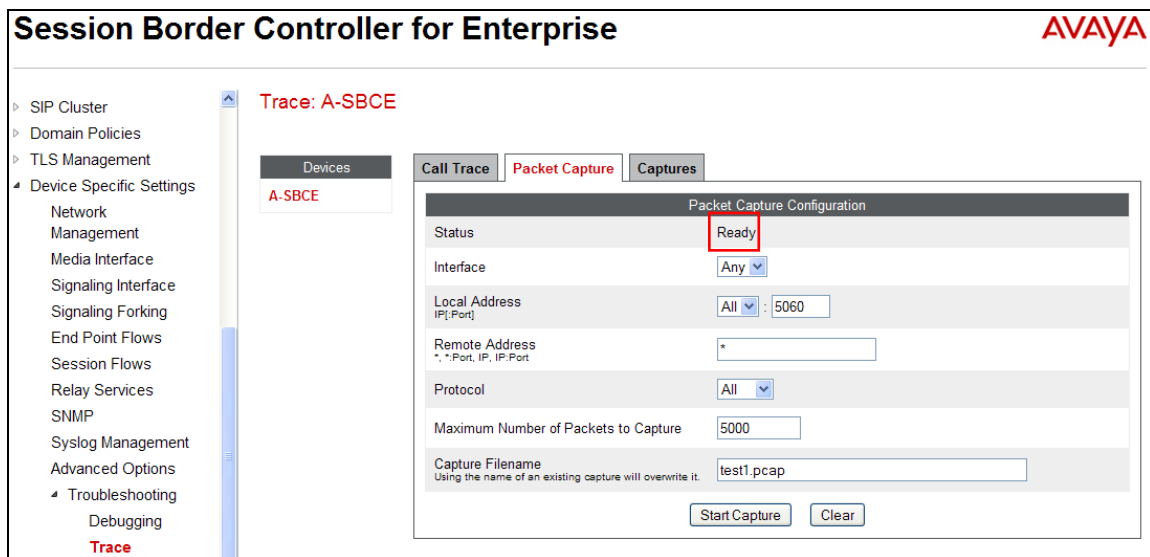 Session Border Controller for Enterprise
AVAYA
SIP Cluster
Domain Policies
TLS Management
Device Specific Settings
Network
Management
Media Interface
Signaling Interface
Signaling Forking
End Point Flows
Session Flows
Relay Services
SNMP
Syslog Management
Advanced Options
Troubleshooting
Debugging
Trace
Trace: A-SBCE
Devices
A-SBCE
Call Trace
Packet Capture
Captures
Packet Capture Configuration
Status
Ready
Interface
Any
Local Address
IP[:Port]
All : 5060
Remote Address
*, *:Port, IP, IP:Port
*
Protocol
All
Maximum Number of Packets to Capture
5000
Capture Filename
Using the name of an existing capture will overwrite it.
test1.pcap
Start Capture
Clear